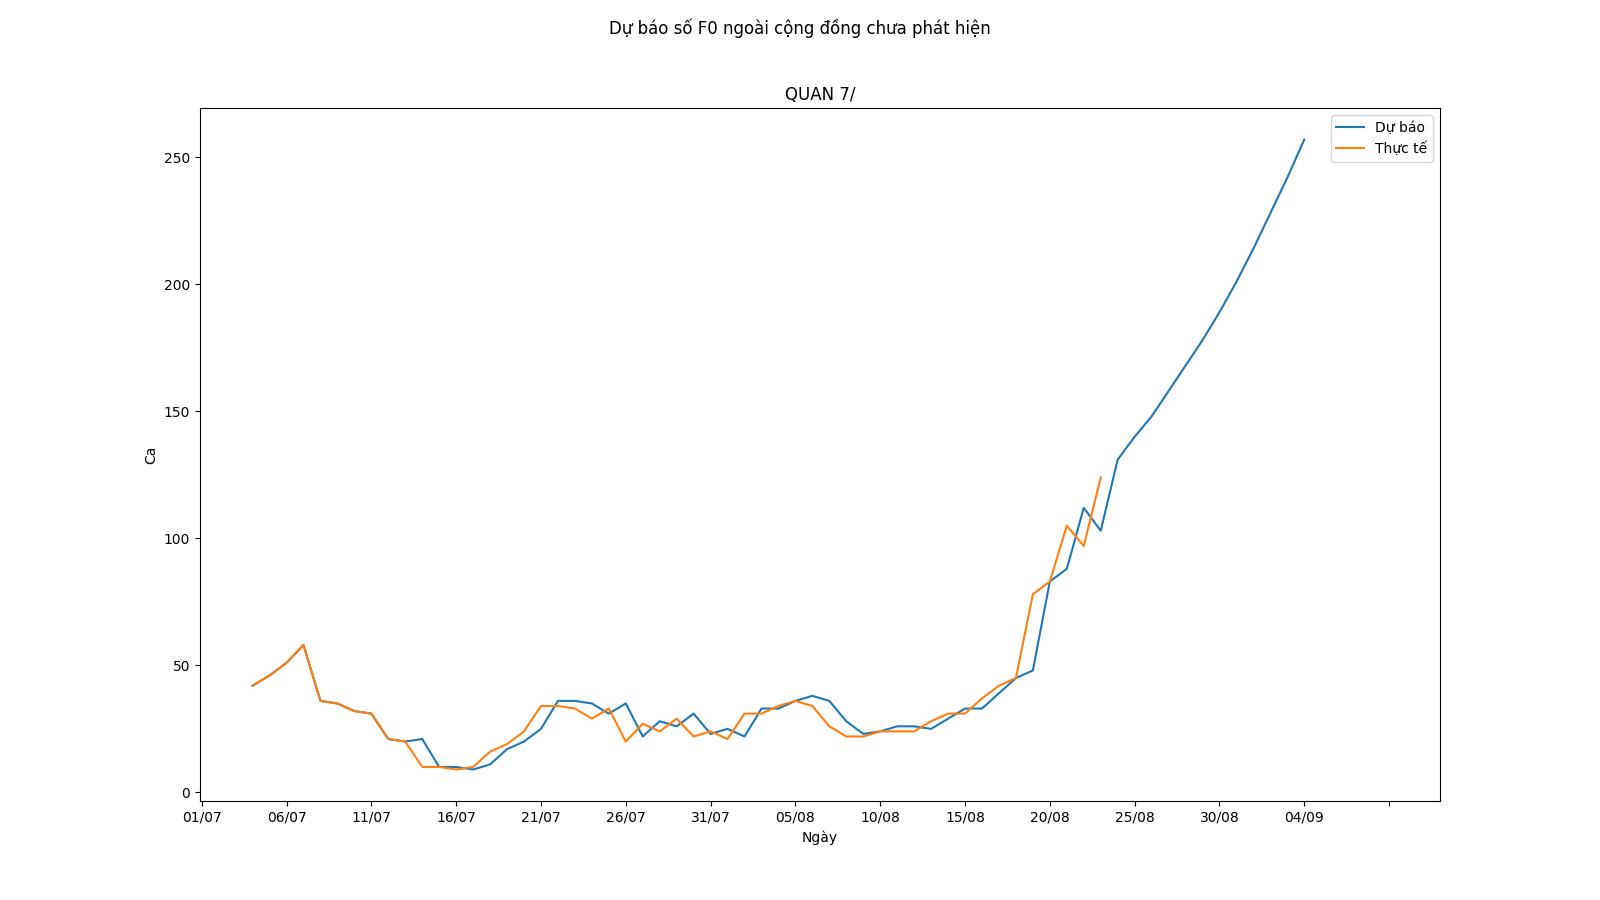 Dự báo số F0 ngoài cộng đồng chưa phát hiện
QUAN 7/
Dự báo
Thực tế
250
200
150
100
50
0
Ca
01/07 06/07 11/07 16/07 21/07 26/07 31/07 05/08 10/08 15/08 20/08 25/08 30/08 04/09
Ngày